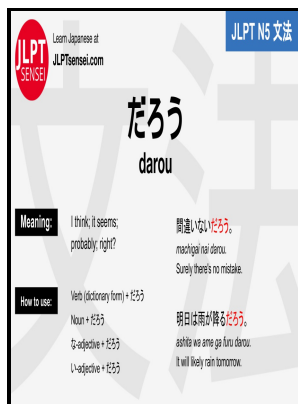 JLPT
SENSEI
Learn Japanese at
JLPTsensei.com
JLPT N5 文法
だろう
darou
Meaning:
I think; it seems;
probably; right?
How to use:
Verb (dictionary form) + だろう
Noun + だろう
な-adjective + だろう
い-adjective + だろう
間違いないだろう。
machigai nai darou.
Surely there's no mistake.
明日は雨が降るだろう。
ashita wa ame ga furu darou.
It will likely rain tomorrow.
文法